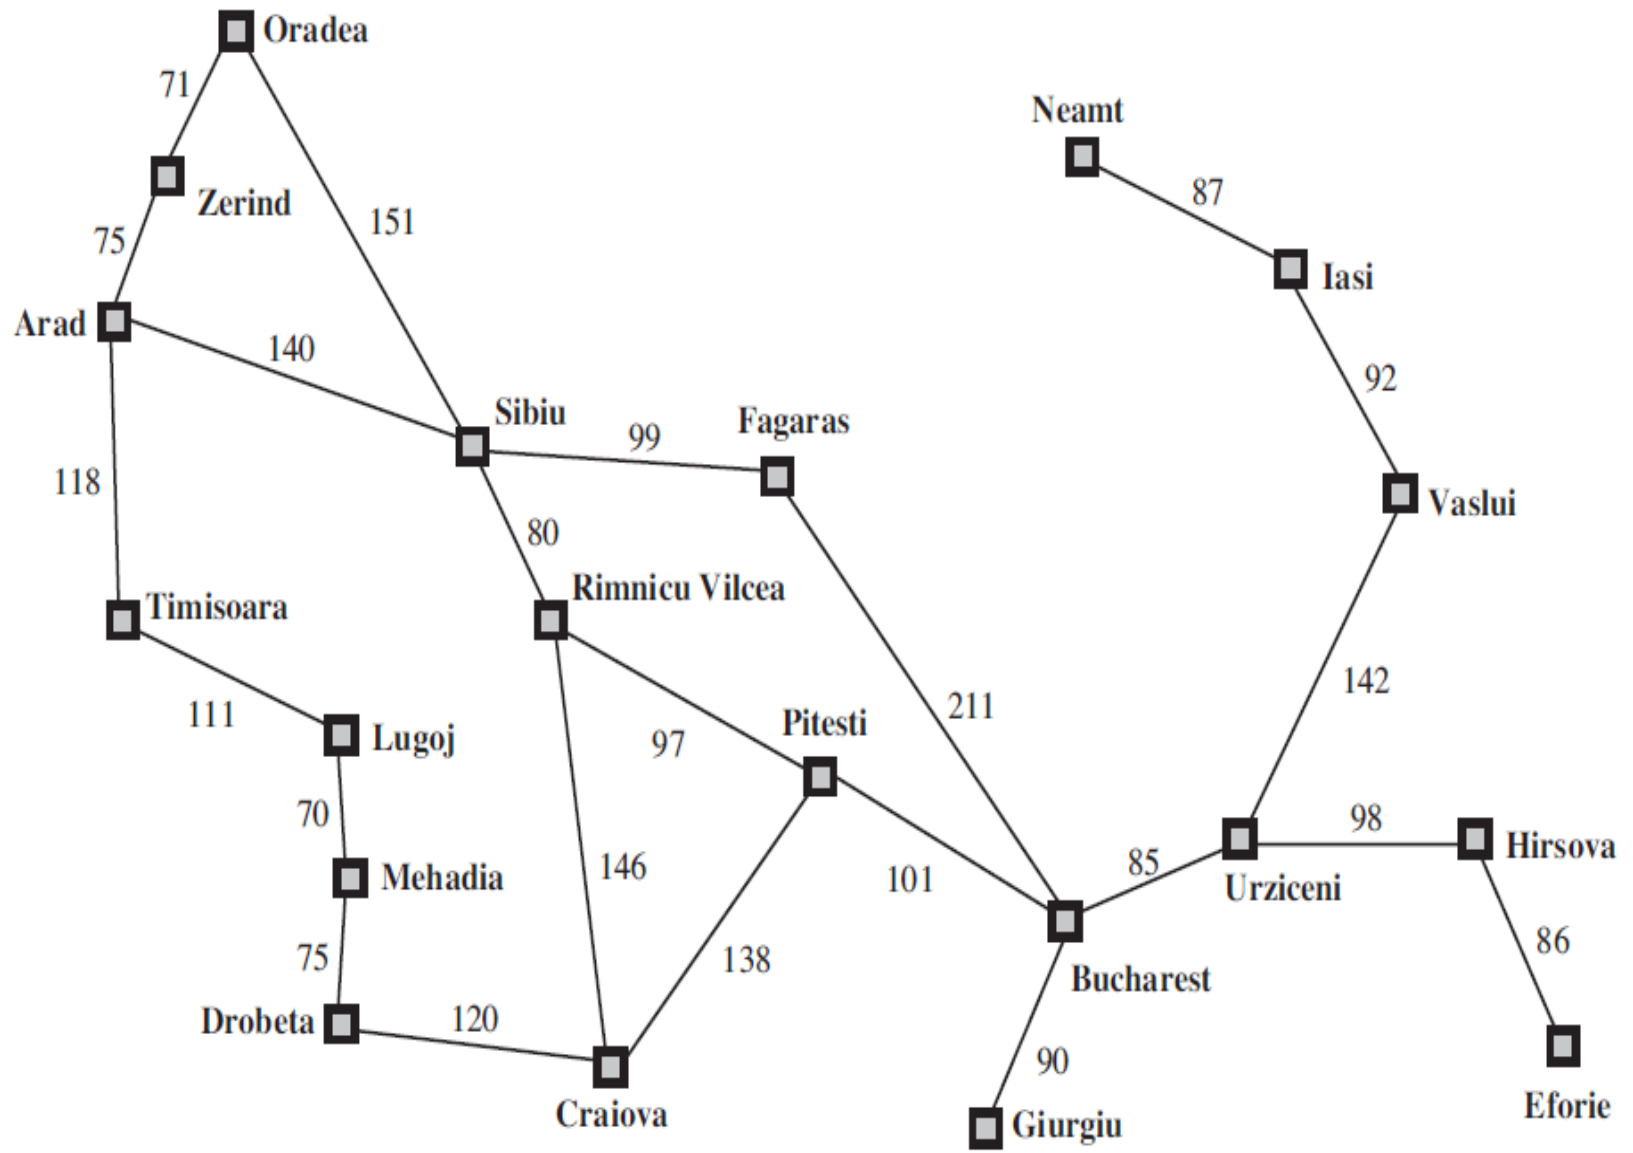 Oradea
71
Neamt
87
Zerind
151
75
Iasi
Arad
140
92
Sibiu
Fagaras
99
118
Vaslui
80
Rimnicu Vilcea
Timisoara
142
211
111
Pitesti
Lugoj
97
70
98
Hirsova
85
146
101
Mehadia
Urziceni
86
138
75
Bucharest
Drobeta
120
90
Eforie
Craiova
Giurgiu